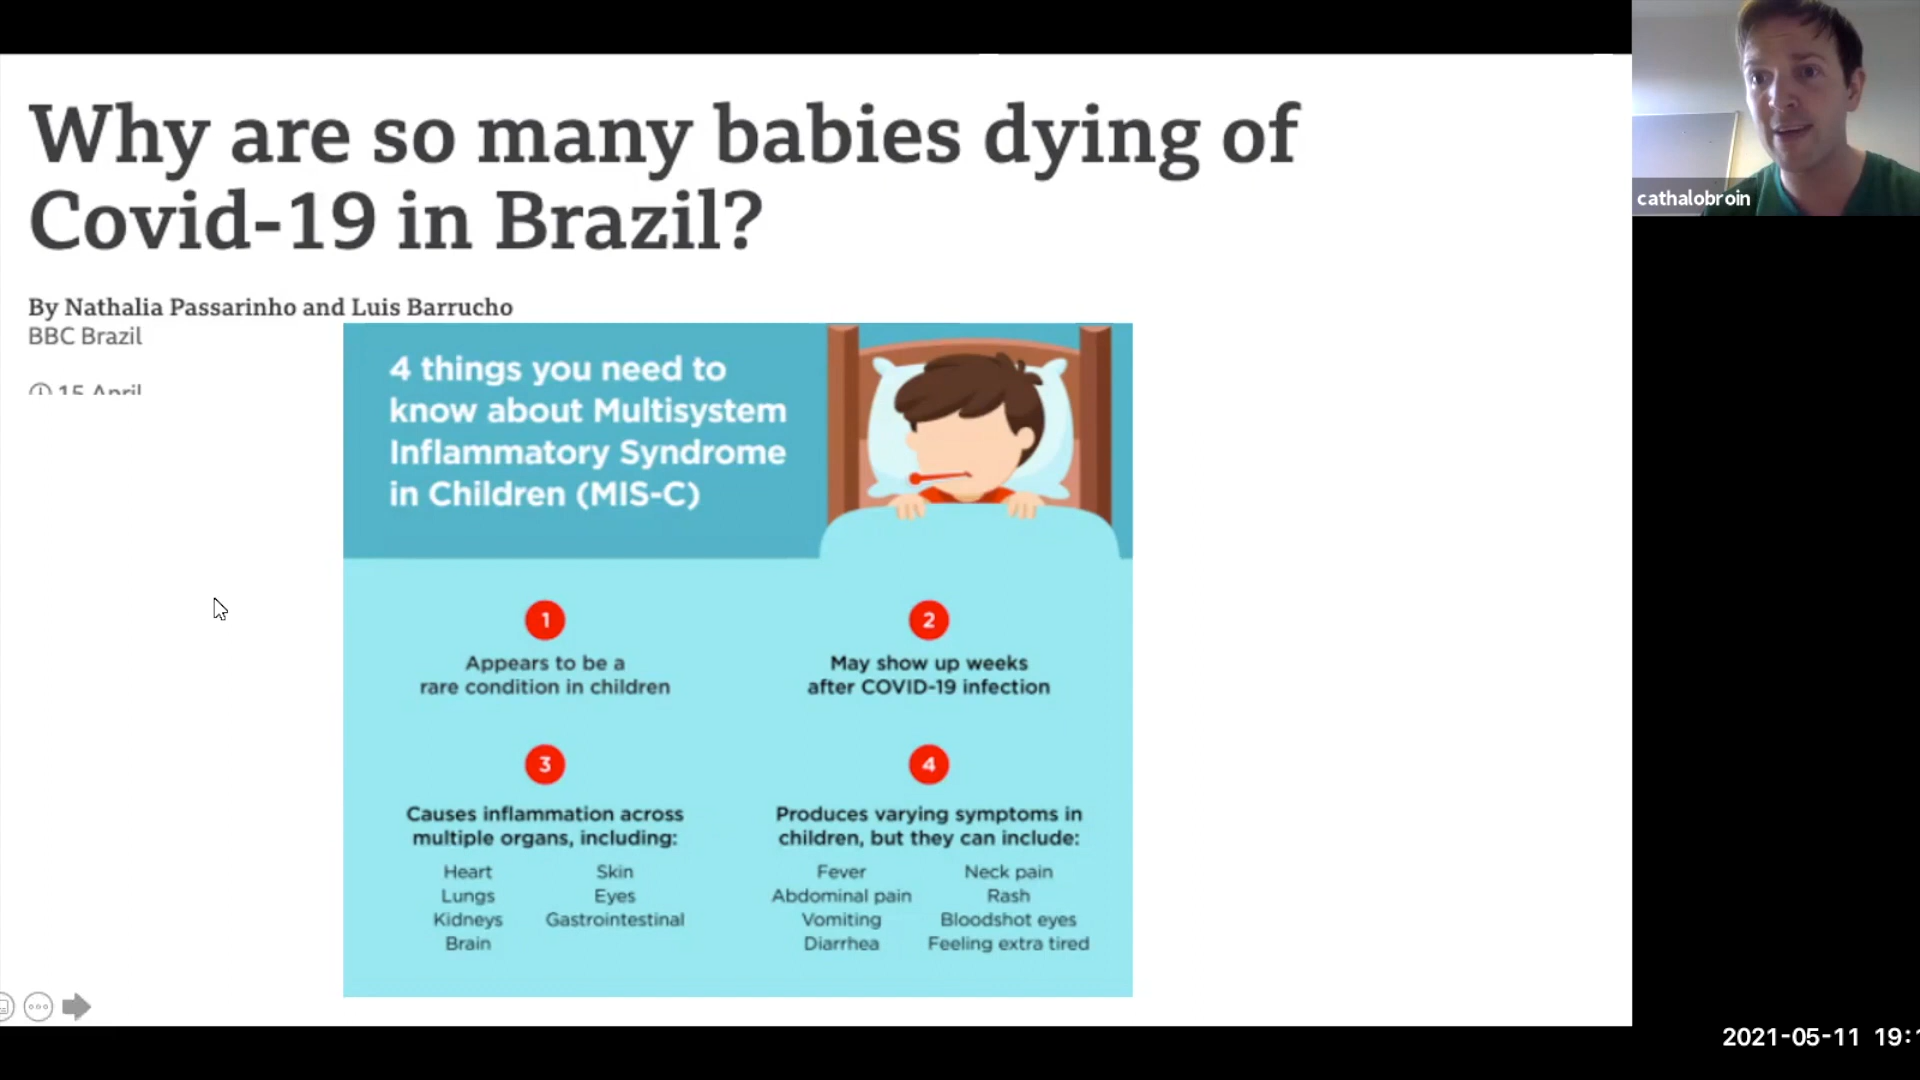 Why are so many babies dying of
Covid-19 in Brazil?
By Nathalia Passarinho and Luis Barrucho
BBC Brazil
15 April
4 things you need to
know about Multisystem
Inflammatory Syndrome
in Children (MIS-C)
1
Appears to be a
rare condition in children
2
May show up weeks
after COVID-19 infection
3
Causes inflammation across
multiple organs, including:
Heart
Lungs
Kidneys
Brain
Skin
Eyes
Gastrointestinal
4
Produces varying symptoms in
children, but they can include:
Fever
Abdominal pain
Vomiting
Diarrhea
Neck pain
Rash
Bloodshot eyes
Feeling extra tired
cathalobroin
2021-05-11 19:1